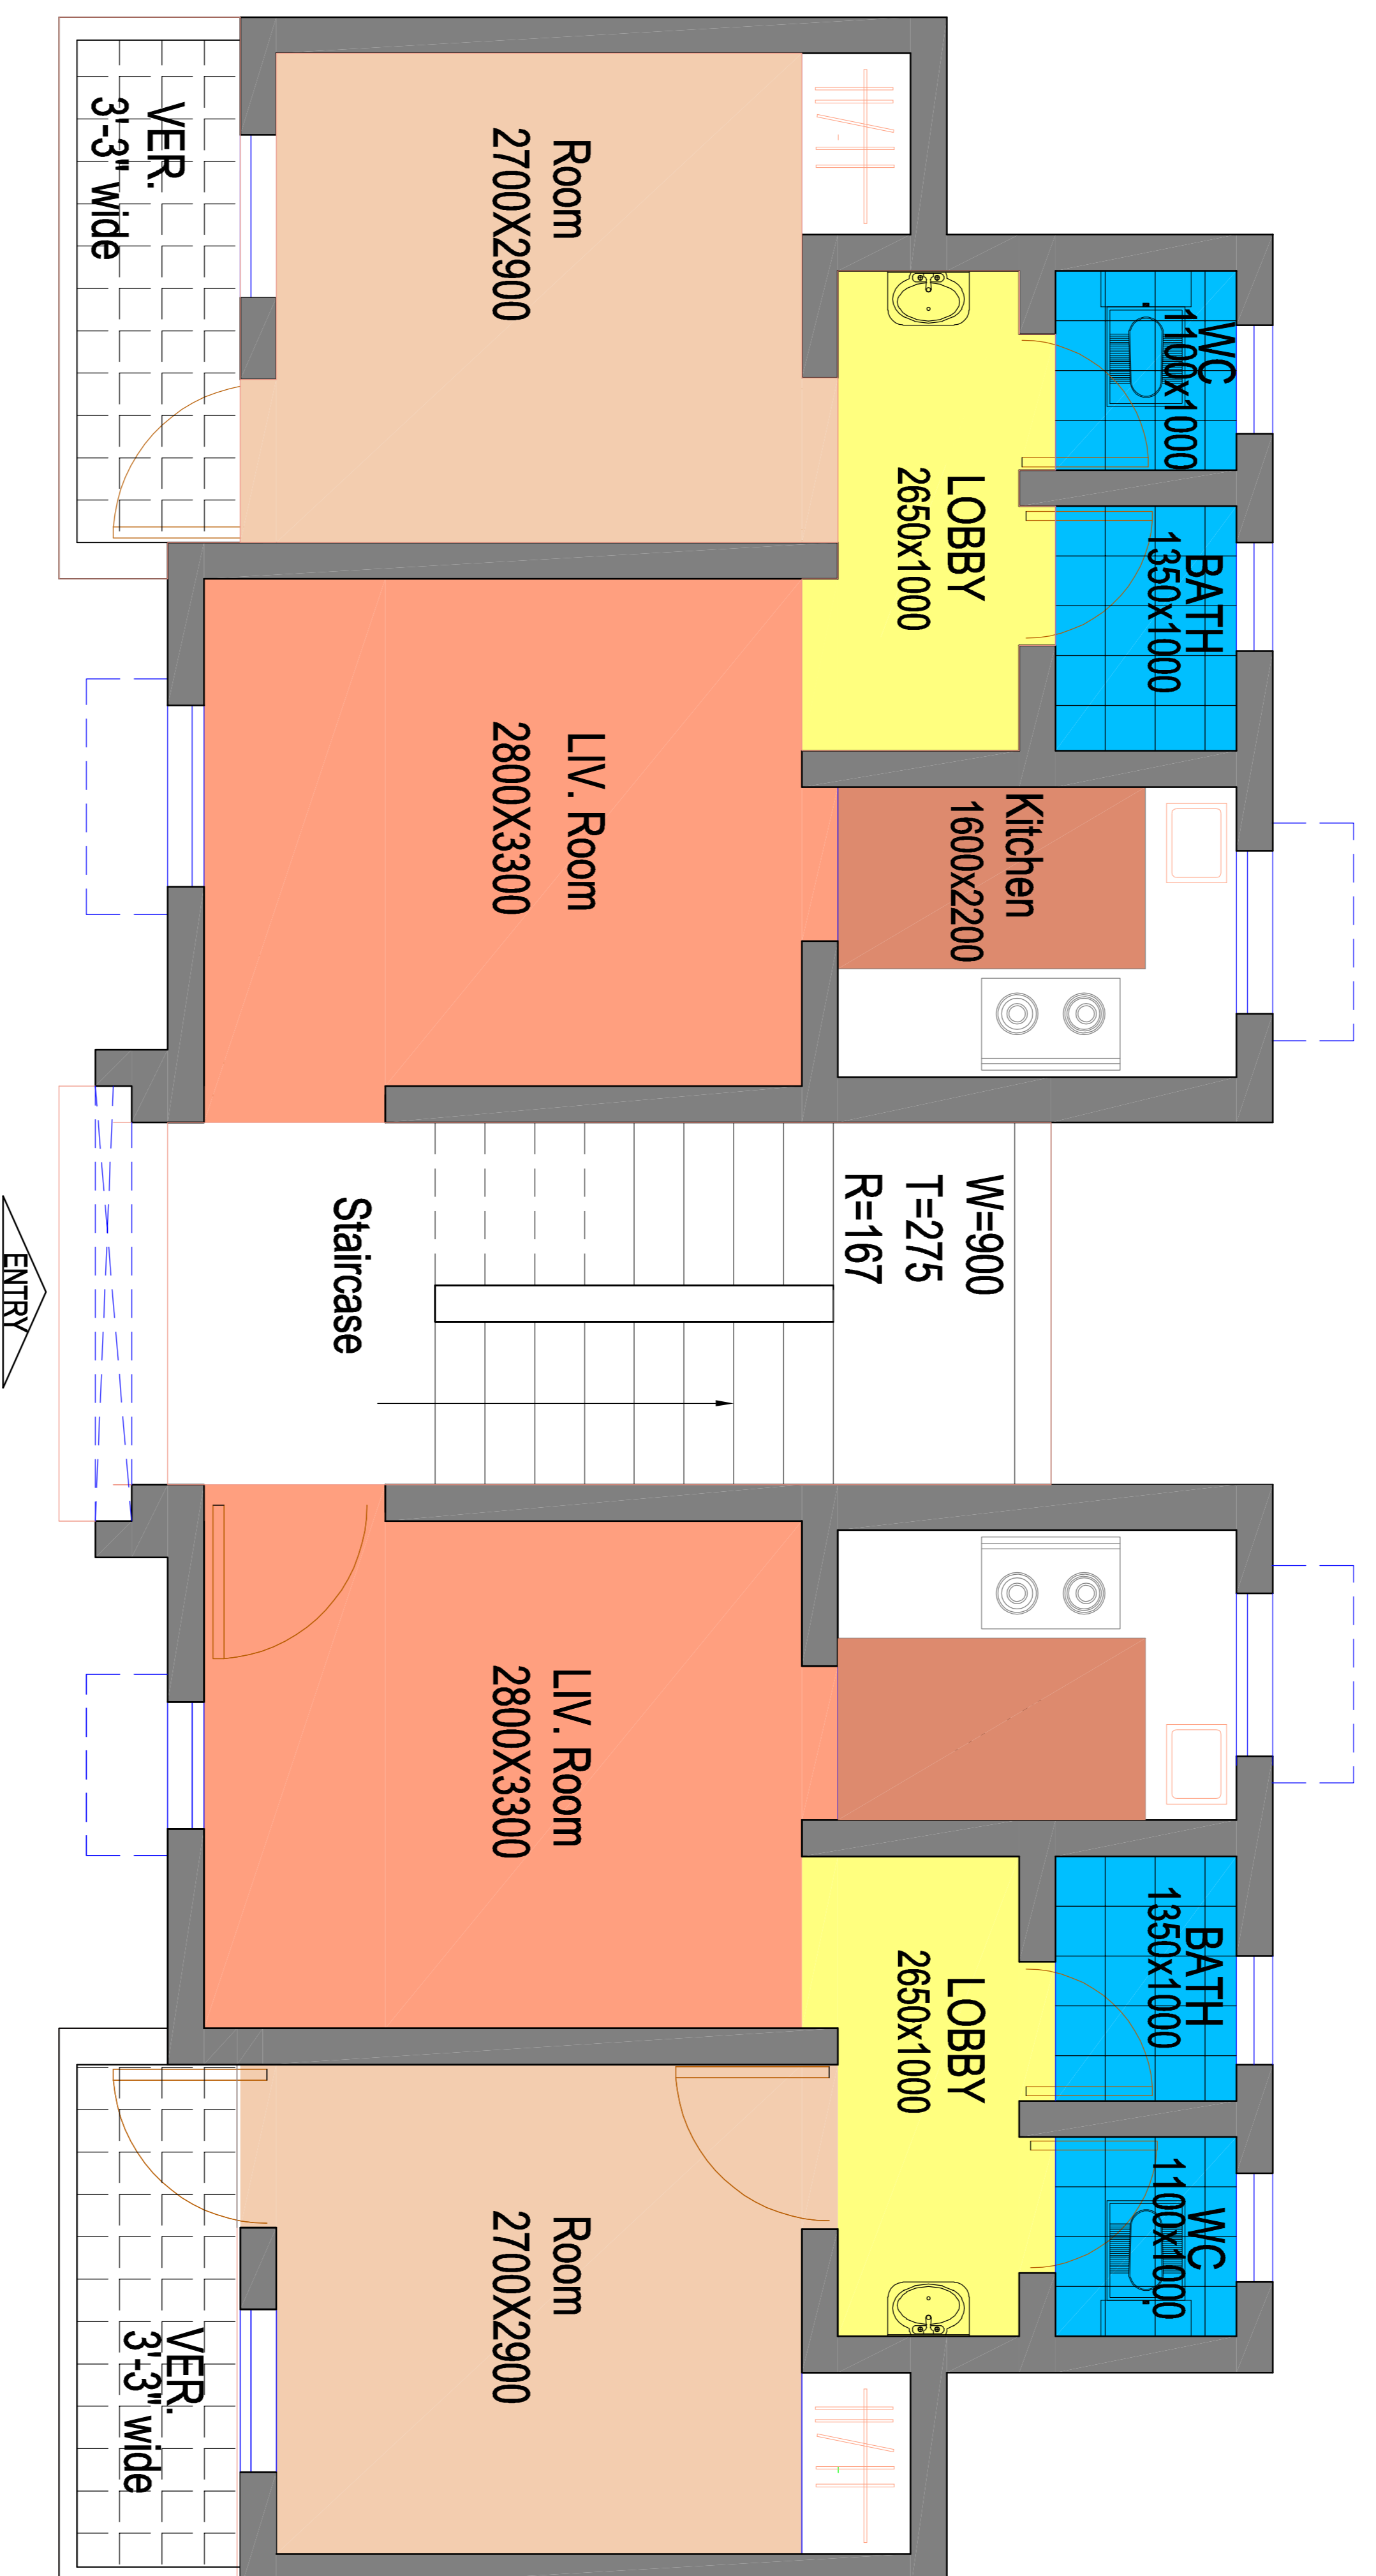 WC
1100x1000
BATH
1350x1000
LOBBY
2650x1000
Kitchen
1600x2200
Room
2700X2900
LIV. Room
2800X3300
VER.
3'-3" wide
W=900
T=275
R=167
Staircase
ENTRY
BATH
1350x1000
WC
1100x1000
LOBBY
2650x1000
LIV. Room
2800X3300
Room
2700X2900
VER.
3'-3" wide